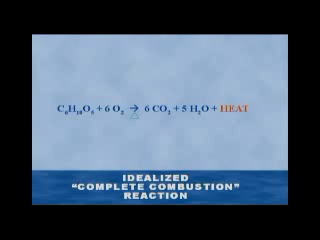 C₆H₁₀O₅ + 6 O₂ → 6 CO₂ + 5 H₂O + HEAT
IDEALIZED
“COMPLETE COMBUSTION”
REACTION